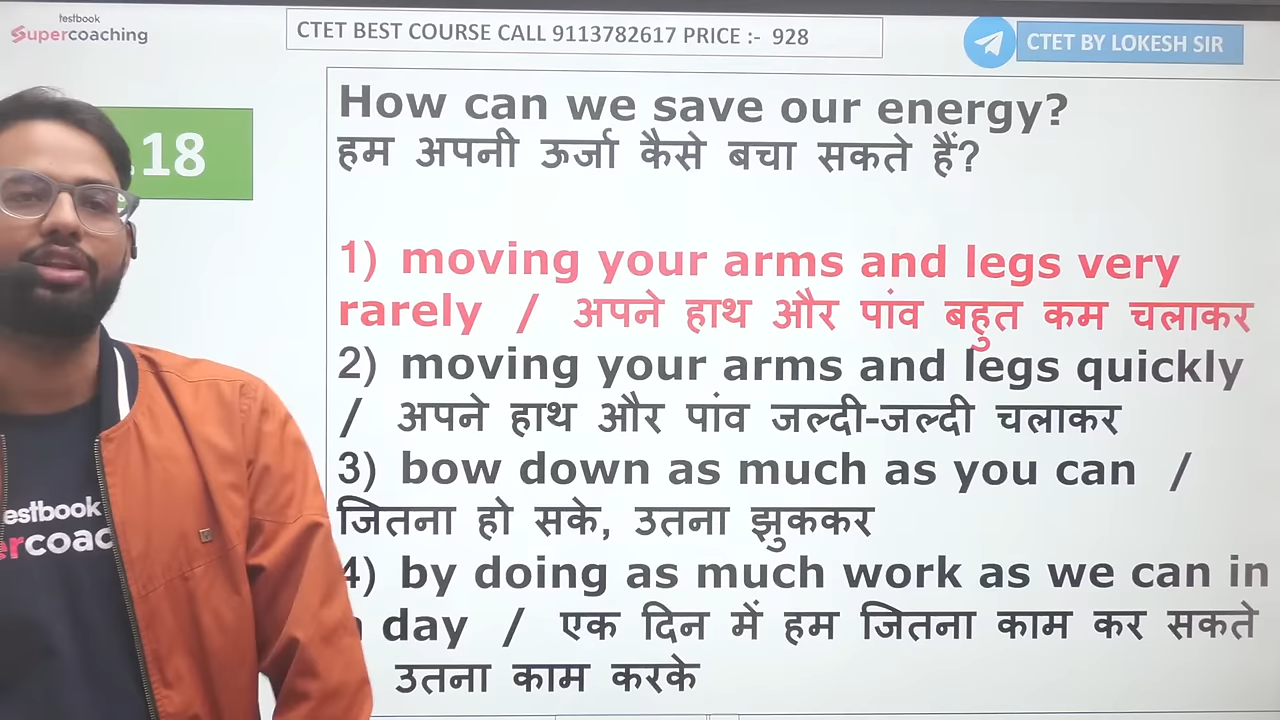 testbook
Supercoaching
CTET BEST COURSE CALL 9113782617 PRICE :- 928
CTET BY LOKESH SIR
.18
How can we save our energy?
हम अपनी ऊर्जा कैसे बचा सकते हैं?
1) moving your arms and legs very
rarely / अपने हाथ और पांव बहुत कम चलाकर
2) moving your arms and legs quickly
/ अपने हाथ और पांव जल्दी-जल्दी चलाकर
3) bow down as much as you can /
जितना हो सके, उतना झुककर
4) by doing as much work as we can in
day / एक दिन में हम जितना काम कर सकते
उतना काम करके
estbook
ercoac